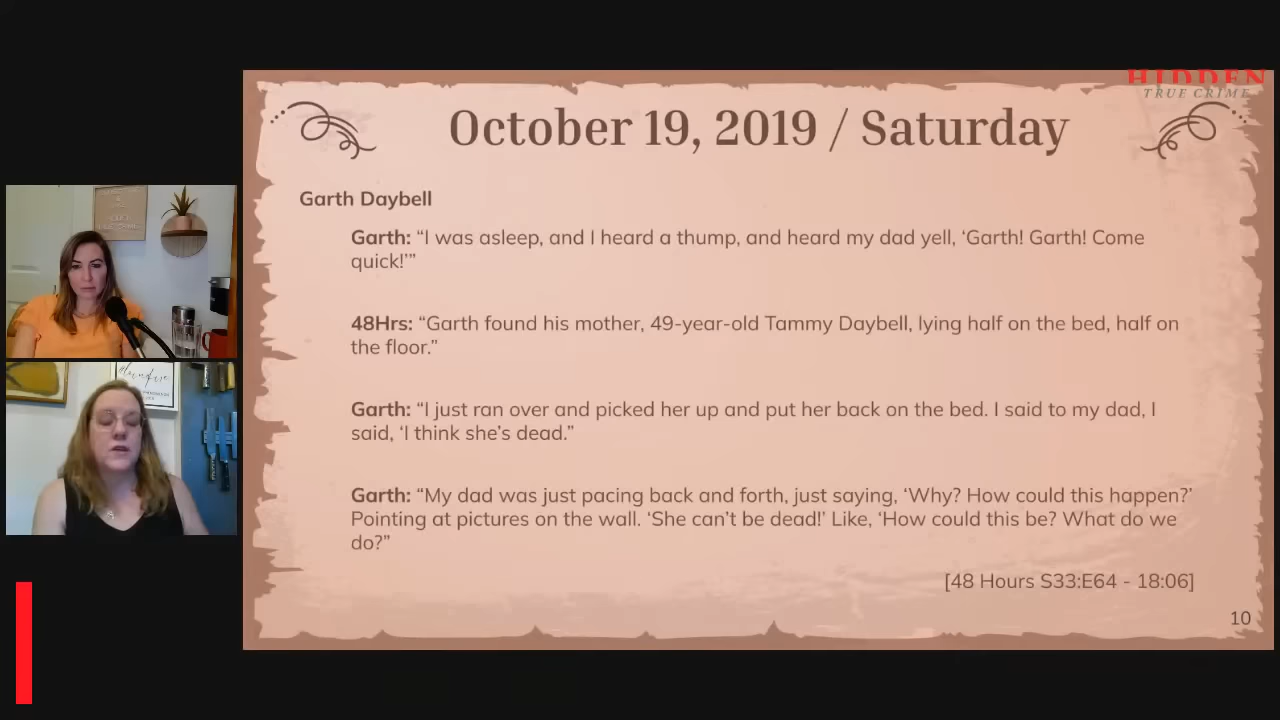 HIDDEN
TRUE CRIME
October 19, 2019 / Saturday
Garth Daybell
Garth: “I was asleep, and I heard a thump, and heard my dad yell, ‘Garth! Garth! Come
quick!’”
48Hrs: “Garth found his mother, 49-year-old Tammy Daybell, lying half on the bed, half on
the floor.”
Garth: “I just ran over and picked her up and put her back on the bed. I said to my dad, I
said, ‘I think she’s dead.”
Garth: “My dad was just pacing back and forth, just saying, ‘Why? How could this happen?’
Pointing at pictures on the wall. ‘She can’t be dead!’ Like, ‘How could this be? What do we
do?”
[48 Hours S33:E64 - 18:06]
10